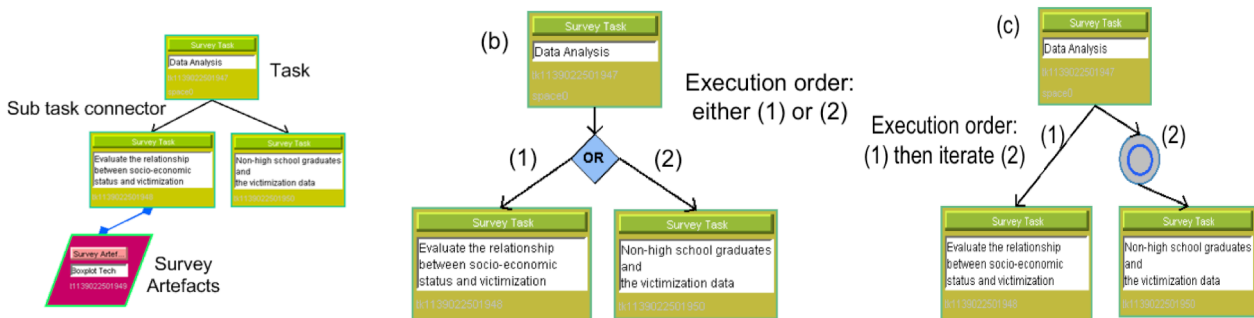 Survey Task
Data Analysis
tk1139022501947
space0
Task
Sub task connector
Survey Task
Evaluate the relationship
between socio-economic
status and victimization
Survey Task
Non-high school graduates
and
the victimization data
Survey Artef...
Boxplot Tech
t1139022501949
Survey
Artefacts
(b)
Survey Task
Data Analysis
tk1139022501947
space0
Execution order:
either (1) or (2)
OR
(1)
(2)
Survey Task
Evaluate the relationship
between socio-economic
status and victimization
tk1139022501948
Survey Task
Non-high school graduates
and
the victimization data
tk1139022501950
(c)
Survey Task
Data Analysis
tk1139022501947
space0
Execution order:
(1) then iterate (2)
(1)
(2)
Survey Task
Evaluate the relationship
between socio-economic
status and victimization
tk1139022501948
Survey Task
Non-high school graduates
and
the victimization data
tk1139022501950